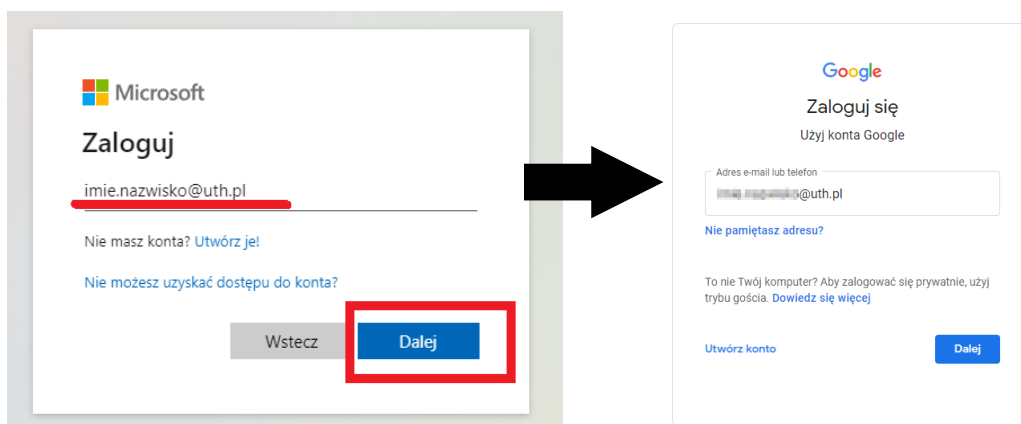 Microsoft
Zaloguj
imie.nazwisko@uth.pl
Nie masz konta? Utwórz je!
Nie możesz uzyskać dostępu do konta?
Wstecz
Dalej
Google
Zaloguj się
Użyj konta Google
Adres e-mail lub telefon
@uth.pl
Nie pamiętasz adresu?
To nie Twój komputer? Aby zalogować się prywatnie, użyj
trybu gościa. Dowiedz się więcej
Utwórz konto
Dalej